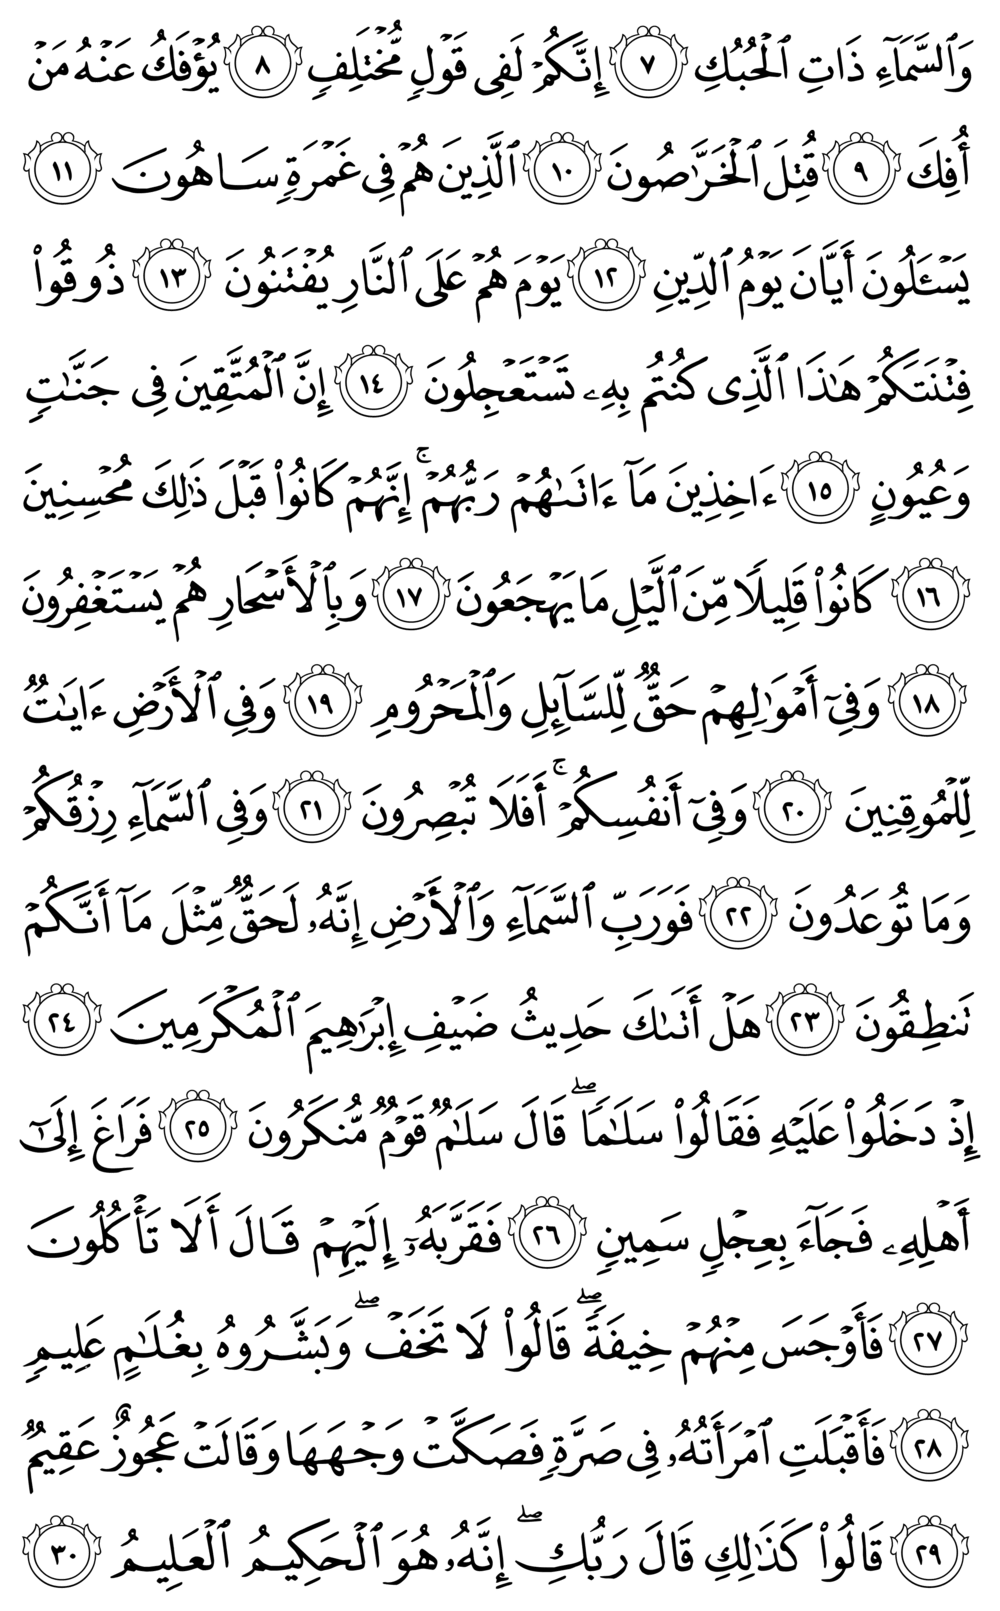 وَٱلسَّمَآءِ ذَاتِ ٱلۡحُبُكِ ٧ إِنَّكُمۡ لَفِي قَوۡلٖ مُّخۡتَلِفٖ ٨ يُؤۡفَكُ عَنۡهُ مَنۡ
أُفِكَ ٩ قُتِلَ ٱلۡخَرَّٰصُونَ ١٠ ٱلَّذِينَ هُمۡ فِي غَمۡرَةٖ سَاهُونَ ١١
يَسۡـَٔلُونَ أَيَّانَ يَوۡمُ ٱلدِّينِ ١٢ يَوۡمَ هُمۡ عَلَى ٱلنَّارِ يُفۡتَنُونَ ١٣ ذُوقُواْ
فِتۡنَتَكُمۡ هَٰذَا ٱلَّذِي كُنتُم بِهِۦ تَسۡتَعۡجِلُونَ ١٤ إِنَّ ٱلۡمُتَّقِينَ فِي جَنَّٰتٖ
وَعُيُونٍ ١٥ ءَاخِذِينَ مَآ ءَاتَىٰهُمۡ رَبُّهُمۡۚ إِنَّهُمۡ كَانُواْ قَبۡلَ ذَٰلِكَ مُحۡسِنِينَ
١٦ كَانُواْ قَلِيلٗا مِّنَ ٱلَّيۡلِ مَا يَهۡجَعُونَ ١٧ وَبِٱلۡأَسۡحَارِ هُمۡ يَسۡتَغۡفِرُونَ
١٨ وَفِيٓ أَمۡوَٰلِهِمۡ حَقّٞ لِّلسَّآئِلِ وَٱلۡمَحۡرُومِ ١٩ وَفِي ٱلۡأَرۡضِ ءَايَٰتٞ
لِّلۡمُوقِنِينَ ٢٠ وَفِيٓ أَنفُسِكُمۡۚ أَفَلَا تُبۡصِرُونَ ٢١ وَفِي ٱلسَّمَآءِ رِزۡقُكُمۡ
وَمَا تُوعَدُونَ ٢٢ فَوَرَبِّ ٱلسَّمَآءِ وَٱلۡأَرۡضِ إِنَّهُۥ لَحَقّٞ مِّثۡلَ مَآ أَنَّكُمۡ
تَنطِقُونَ ٢٣ هَلۡ أَتَىٰكَ حَدِيثُ ضَيۡفِ إِبۡرَٰهِيمَ ٱلۡمُكۡرَمِينَ ٢٤
إِذۡ دَخَلُواْ عَلَيۡهِ فَقَالُواْ سَلَٰمٗاۖ قَالَ سَلَٰمٞ قَوۡمٞ مُّنكَرُونَ ٢٥ فَرَاغَ إِلَىٰٓ
أَهۡلِهِۦ فَجَآءَ بِعِجۡلٖ سَمِينٖ ٢٦ فَقَرَّبَهُۥٓ إِلَيۡهِمۡ قَالَ أَلَا تَأۡكُلُونَ
٢٧ فَأَوۡجَسَ مِنۡهُمۡ خِيفَةٗۖ قَالُواْ لَا تَخَفۡۖ وَبَشَّرُوهُ بِغُلَٰمٍ عَلِيمٖ
٢٨ فَأَقۡبَلَتِ ٱمۡرَأَتُهُۥ فِي صَرَّةٖ فَصَكَّتۡ وَجۡهَهَا وَقَالَتۡ عَجُوزٌ عَقِيمٞ
٢٩ قَالُواْ كَذَٰلِكِ قَالَ رَبُّكِۖ إِنَّهُۥ هُوَ ٱلۡحَكِيمُ ٱلۡعَلِيمُ ٣٠